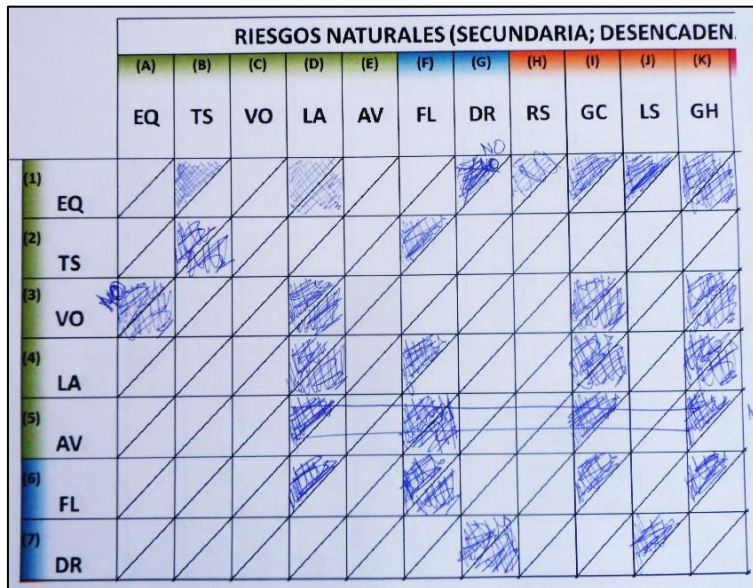 RIESGOS NATURALES (SECUNDARIA; DESENCADEN
(A) (B) (C) (D) (E) (F) (G) (H) (I) (J) (K)
EQ TS VO LA AV FL DR RS GC LS GH
NO
NO
(1) EQ
(2) TS
NO
(3) VO
(4) LA
(5) AV
(6) FL
(7) DR